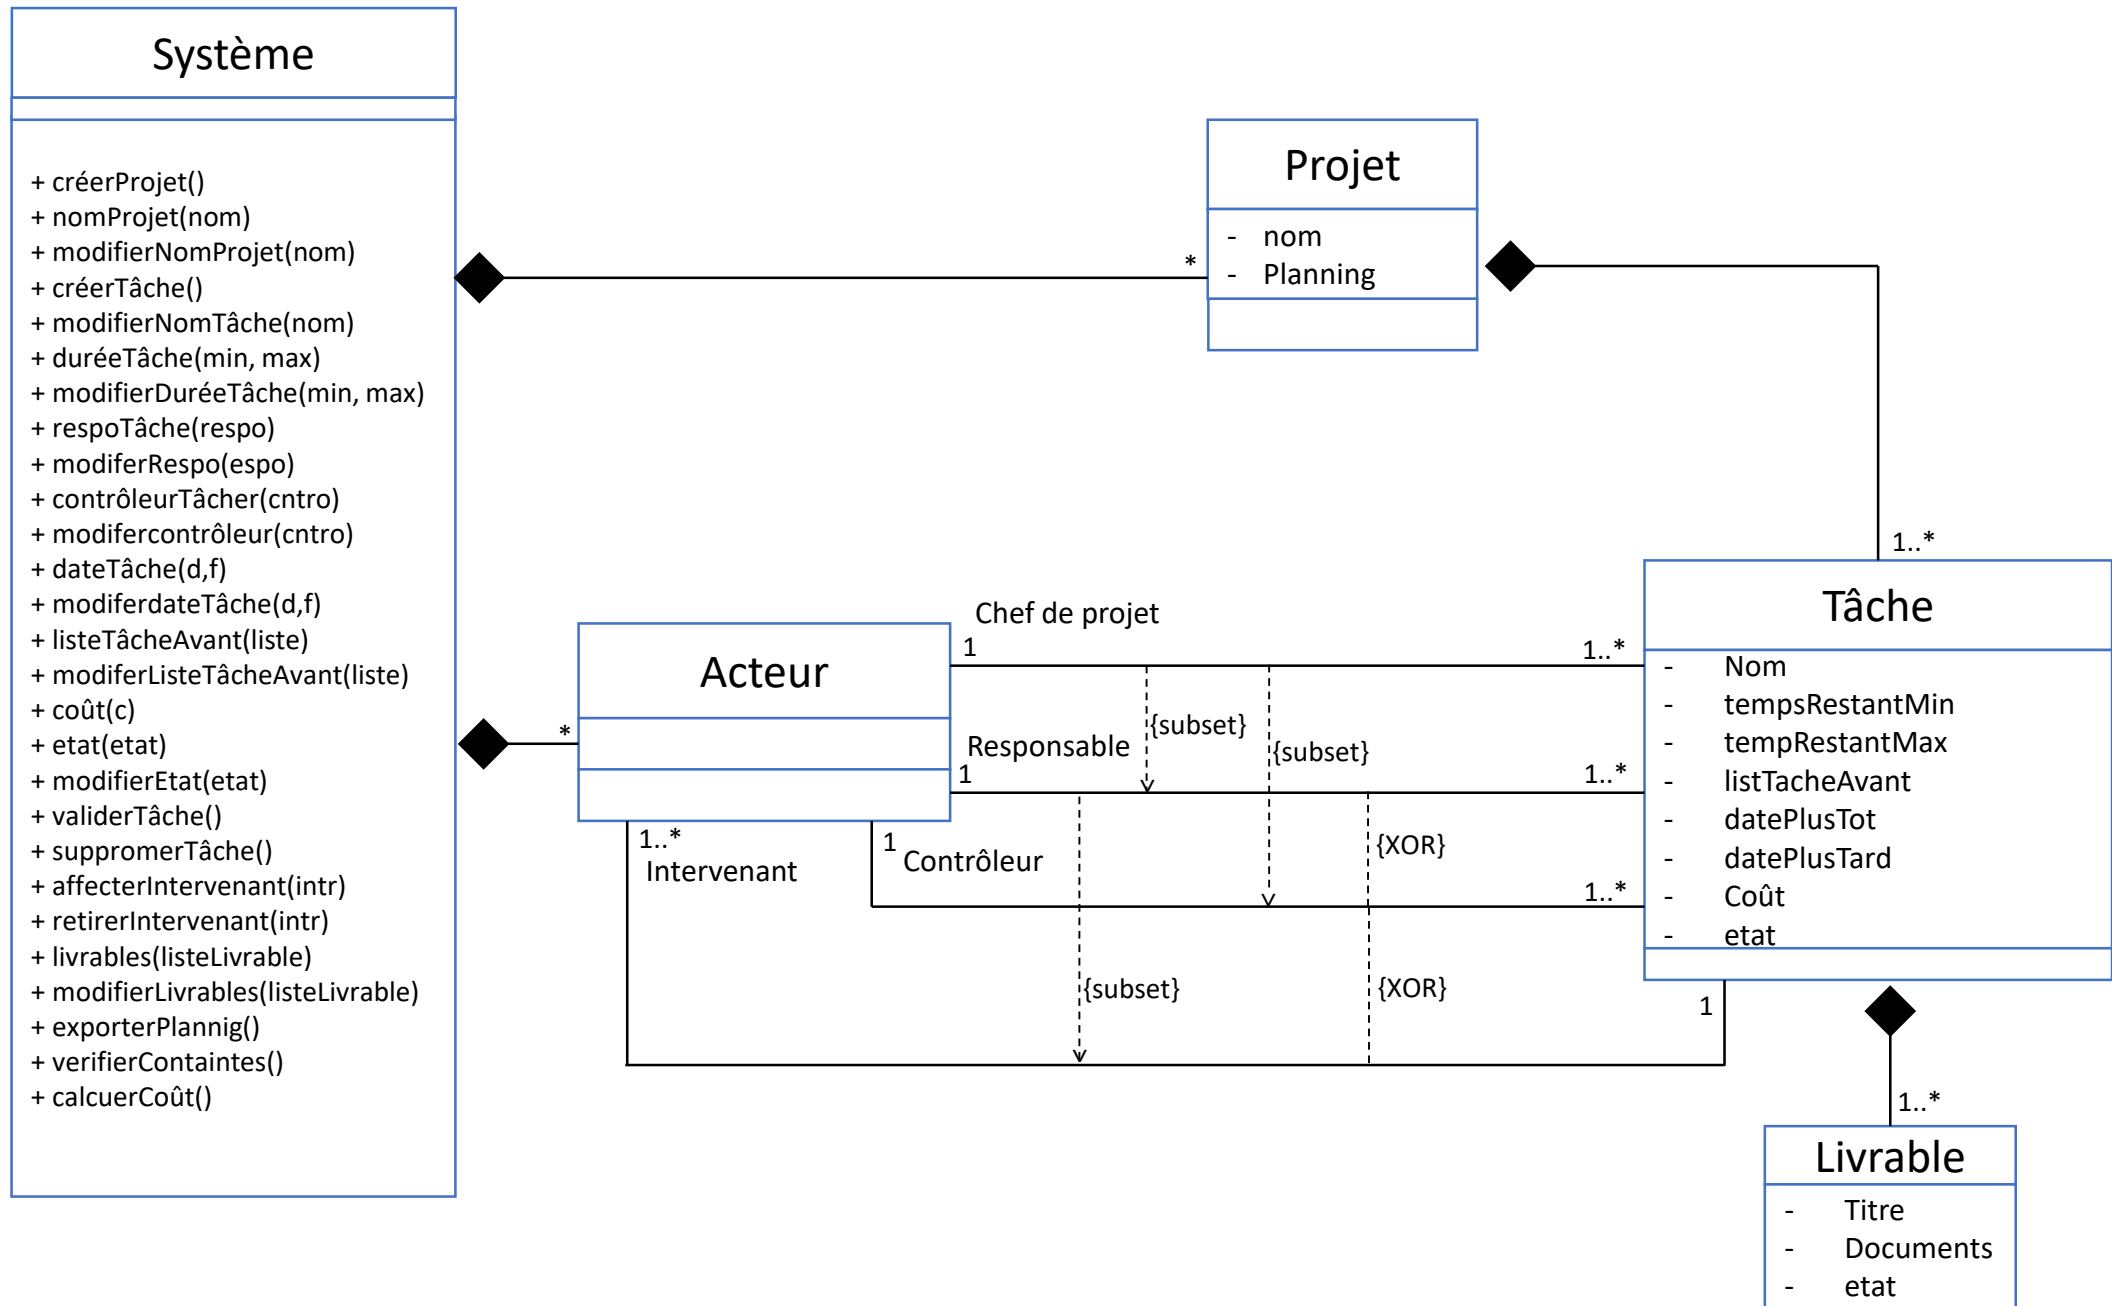 Système
+ créerProjet()
+ nomProjet(nom)
+ modifierNomProjet(nom)
+ créerTâche()
+ modifierNomTâche(nom)
+ duréeTâche(min, max)
+ modifierDuréeTâche(min, max)
+ respoTâche(respo)
+ modiferRespo(espo)
+ contrôleurTâcher(cntro)
+ modifercontrôleur(cntro)
+ dateTâche(d,f)
+ modiferdateTâche(d,f)
+ listeTâcheAvant(liste)
+ modiferListeTâcheAvant(liste)
+ coût(c)
+ etat(etat)
+ modifierEtat(etat)
+ validerTâche()
+ suppromerTâche()
+ affecterIntervenant(intr)
+ retirerIntervenant(intr)
+ livrables(listeLivrable)
+ modifierLivrables(listeLivrable)
+ exporterPlannig()
+ verifierContaintes()
+ calcuerCoût()
*
Projet
- nom
- Planning
1..*
*
Acteur
Chef de projet
1
1..*
{subset}
{subset}
Responsable
1
1..*
1..*
Intervenant
1
Contrôleur
{XOR}
1..*
{subset}
{XOR}
1
Tâche
- Nom
- tempsRestantMin
- tempRestantMax
- listTacheAvant
- datePlusTot
- datePlusTard
- Coût
- etat
1..*
Livrable
- Titre
- Documents
- etat